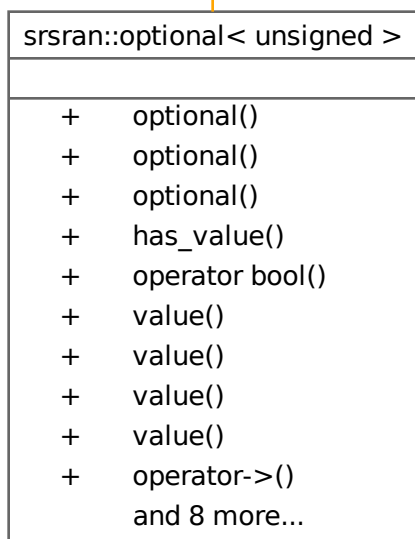 srsran::optional< unsigned >
+ optional()
+ optional()
+ optional()
+ has_value()
+ operator bool()
+ value()
+ value()
+ value()
+ value()
+ operator->()
and 8 more...